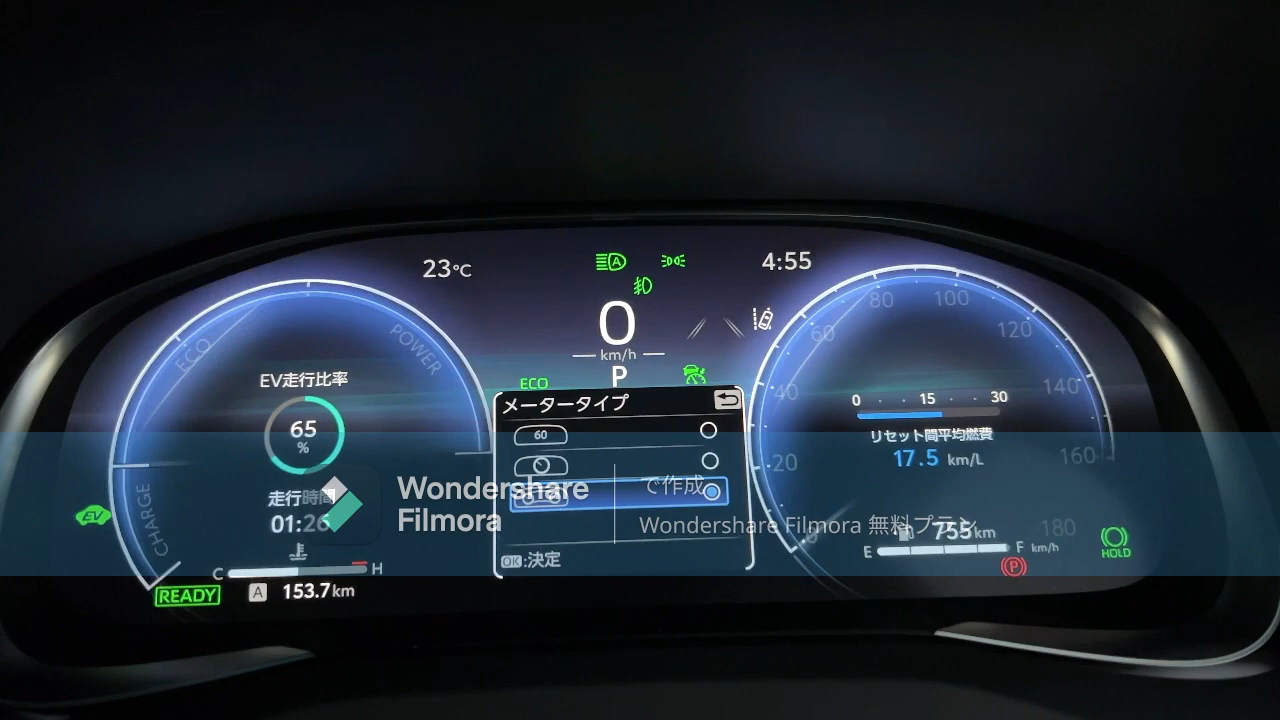 23℃
4:55
0
km/h
P
ECO
POWER
CHARGE
EV走行比率
65
%
走行時間
01:26
C
H
EV
READY
A 153.7km
ECO
メータータイプ
60
OK:決定
0 20 40 60 80 100 120 140 160 180
km/h
0 15 30
リセット間平均燃費
17.5 km/L
755km
E
F
P
HOLD
Wondershare
Filmora
で作成
Wondershare Filmora 無料プラン